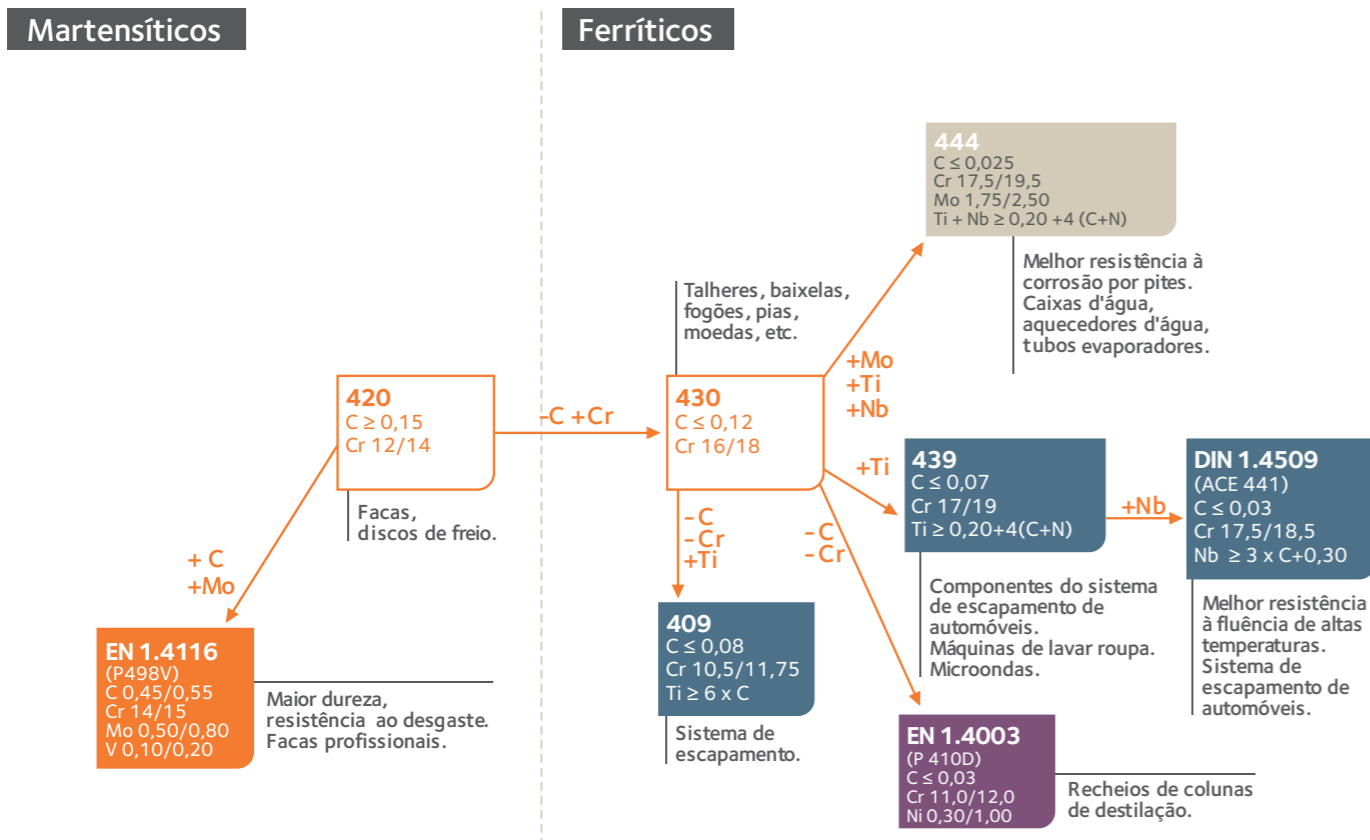 Martensíticos
Ferríticos
444
C ≤ 0,025
Cr 17,5/19,5
Mo 1,75/2,50
Ti + Nb ≥ 0,20 +4 (C+N)
Melhor resistência à
corrosão por pites.
Caixas d'água,
aquecedores d'água,
tubos evaporadores.
Talheres, baixelas,
fogões, pias,
moedas, etc.
+Mo
+Ti
+Nb
420
C ≥ 0,15
Cr 12/14
-C +Cr
430
C ≤ 0,12
Cr 16/18
Facas,
discos de freio.
+Ti
439
C ≤ 0,07
Cr 17/19
Ti ≥ 0,20+4(C+N)
+Nb
DIN 1.4509
(ACE 441)
C ≤ 0,03
Cr 17,5/18,5
Nb ≥ 3 x C+0,30
+ C
+Mo
-C
-Cr
+Ti
-C
-Cr
EN 1.4116
(P498V)
C 0,45/0,55
Cr 14/15
Mo 0,50/0,80
V 0,10/0,20
Maior dureza,
resistência ao desgaste.
Facas profissionais.
409
C ≤ 0,08
Cr 10,5/11,75
Ti ≥ 6 x C
Sistema de
escapamento.
Componentes do sistema
de escapamento de
automóveis.
Máquinas de lavar roupa.
Microondas.
Melhor resistência
à fluência de altas
temperaturas.
Sistema de
escapamento de
automóveis.
EN 1.4003
(P 410D)
C ≤ 0,03
Cr 11,0/12,0
Ni 0,30/1,00
Recheios de colunas
de destilação.